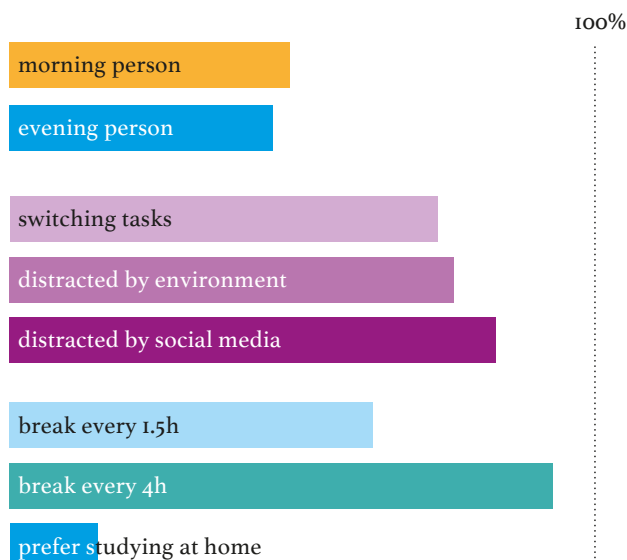 100%
morning person
evening person
switching tasks
distracted by environment
distracted by social media
break every 1.5h
break every 4h
prefer studying at home